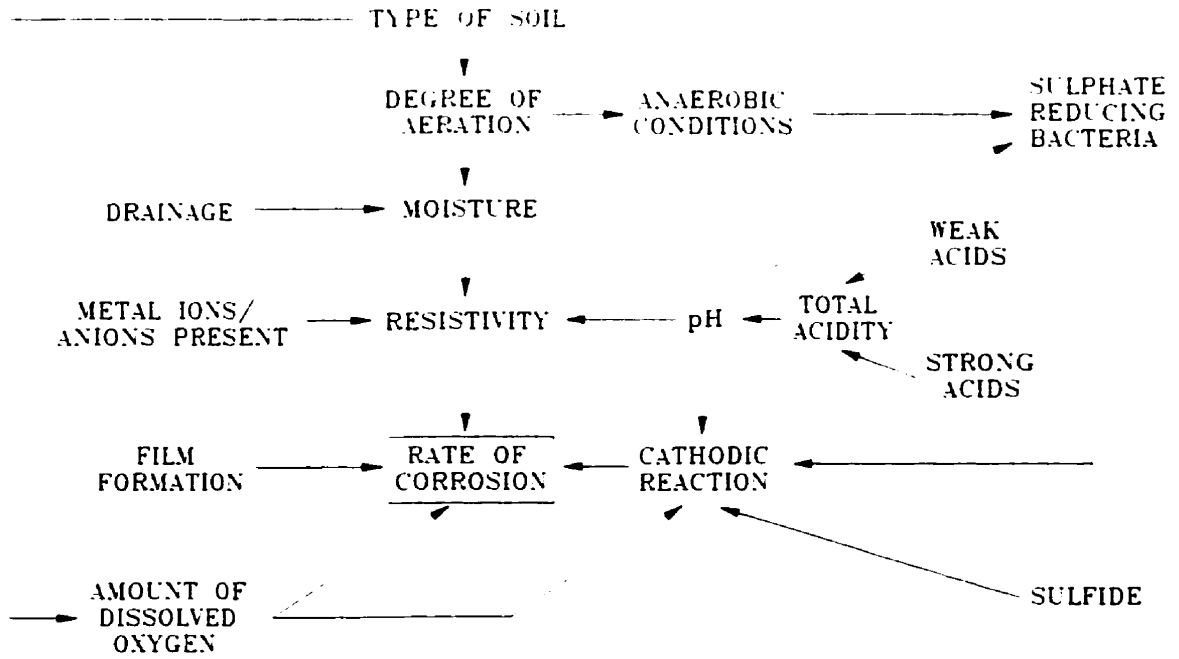 TYPE OF SOIL
DEGREE OF
AERATION
ANAEROBIC
CONDITIONS
SULPHATE
REDUCING
BACTERIA
DRAINAGE
MOISTURE
WEAK
ACIDS
METAL IONS/
ANIONS PRESENT
RESISTIVITY
pH
TOTAL
ACIDITY
STRONG
ACIDS
FILM
FORMATION
RATE OF
CORROSION
CATHODIC
REACTION
AMOUNT OF
DISSOLVED
OXYGEN
SULFIDE